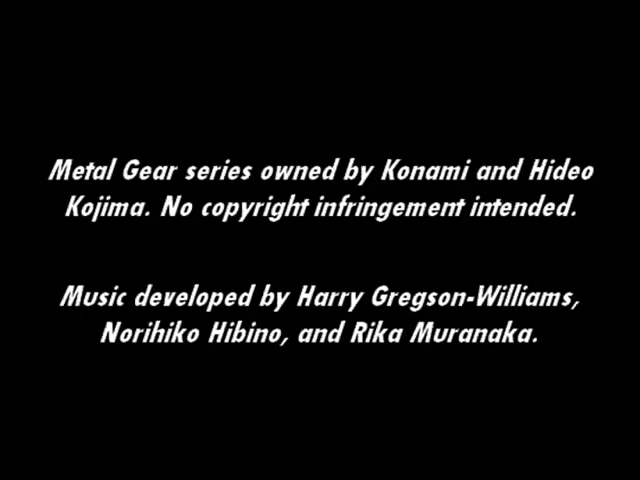 Metal Gear series owned by Konami and Hideo
Kojima. No copyright infringement intended.
Music developed by Harry Gregson-Williams,
Norihiko Hibino, and Rika Muranaka.